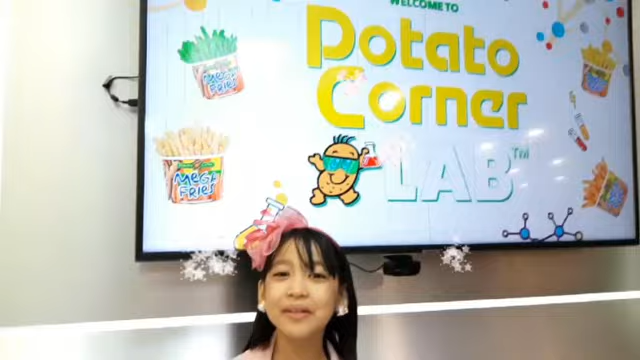 WELCOME TO
Potato
Corner
LAB™
MEGA
FRIES
MEGA
FRIES